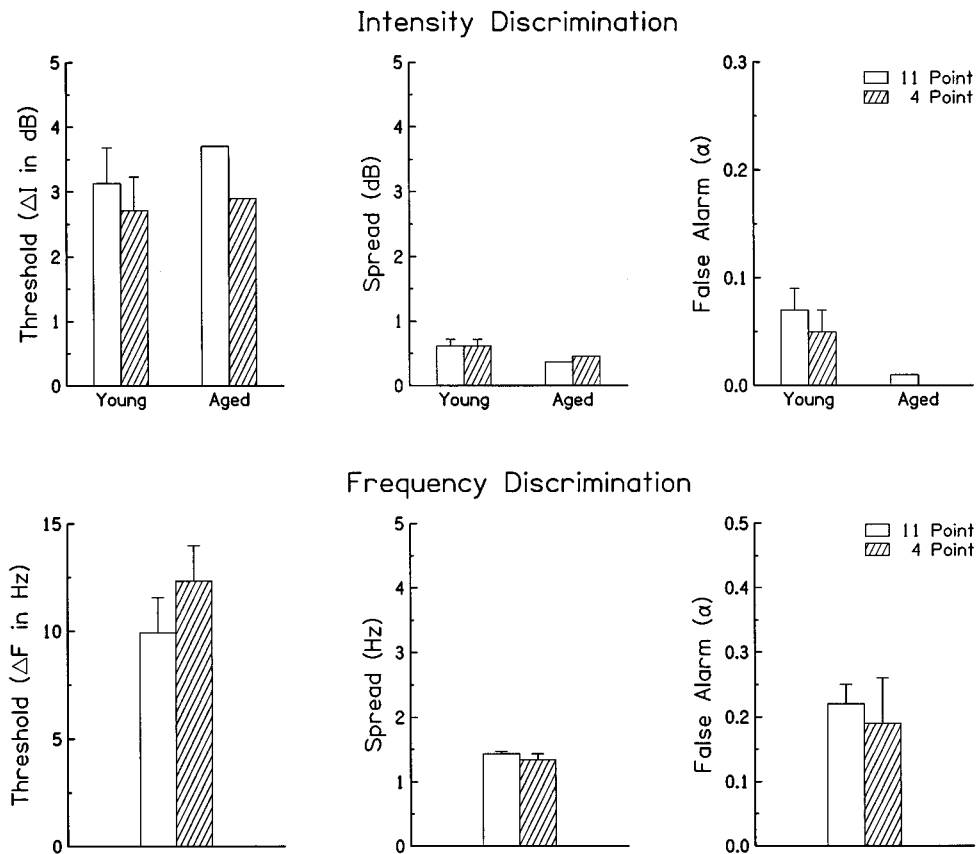 Intensity Discrimination
Threshold (ΔI in dB)
5
4
3
2
1
0
Young
Aged
Spread (dB)
5
4
3
2
1
0
Young
Aged
False Alarm (α)
0.3
0.2
0.1
0.0
Young
Aged
11 Point
4 Point
Frequency Discrimination
Threshold (ΔF in Hz)
15
10
5
0
Spread (Hz)
5
4
3
2
1
0
False Alarm (α)
0.5
0.4
0.3
0.2
0.1
0.0
11 Point
4 Point